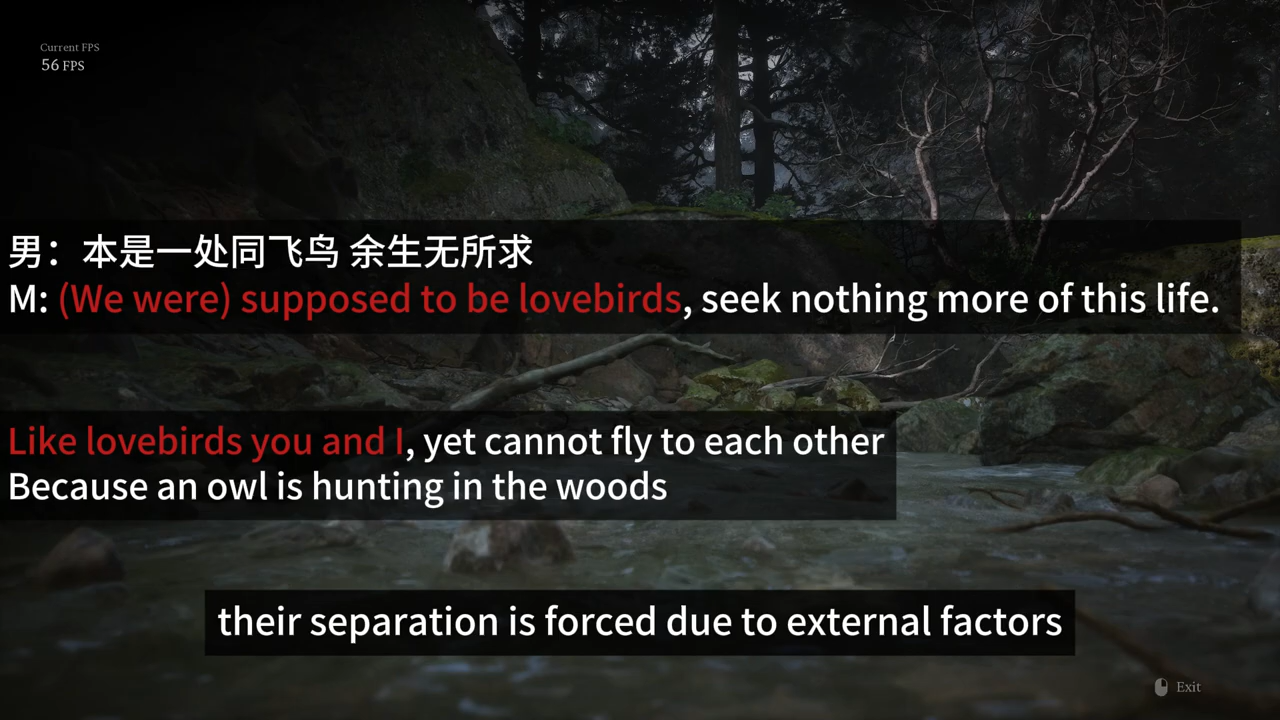 Current FPS
56 FPS
男：本是一处同飞鸟 余生无所求
M: (We were) supposed to be lovebirds, seek nothing more of this life.
Like lovebirds you and I, yet cannot fly to each other
Because an owl is hunting in the woods
their separation is forced due to external factors
Exit